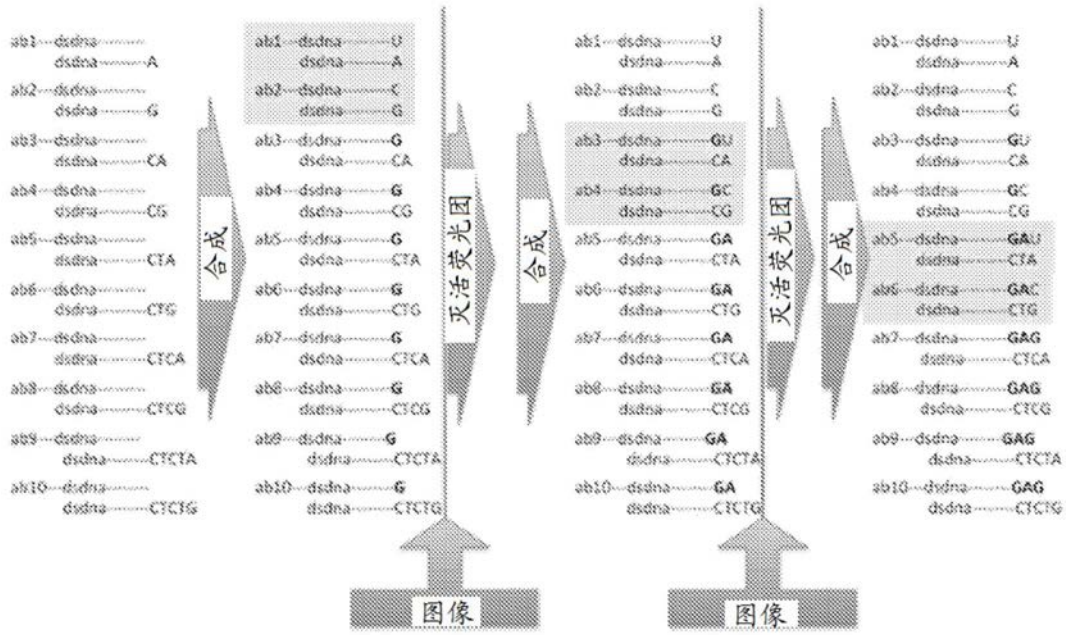 ab1 dsdna
dsdna A
ab2 dsdna
dsdna G
ab3 dsdna
dsdna CA
ab4 dsdna
dsdna CG
ab5 dsdna
dsdna CTA
ab6 dsdna
dsdna CTG
ab7 dsdna
dsdna CTCA
ab8 dsdna
dsdna CTCG
ab9 dsdna
dsdna CTCTA
ab10 dsdna
dsdna CTCTG
合成
ab1 dsdna U
dsdna A
ab2 dsdna C
dsdna G
ab3 dsdna G
dsdna CA
ab4 dsdna G
dsdna CG
ab5 dsdna G
dsdna CTA
ab6 dsdna G
dsdna CTG
ab7 dsdna G
dsdna CTCA
ab8 dsdna G
dsdna CTCG
ab9 dsdna G
dsdna CTCTA
ab10 dsdna G
dsdna CTCTG
灭活荧光团
合成
ab1 dsdna U
dsdna A
ab2 dsdna C
dsdna G
ab3 dsdna GU
dsdna CA
ab4 dsdna GC
dsdna CG
ab5 dsdna GA
dsdna CTA
ab6 dsdna GA
dsdna CTG
ab7 dsdna GA
dsdna CTCA
ab8 dsdna GA
dsdna CTCG
ab9 dsdna GA
dsdna CTCTA
ab10 dsdna GA
dsdna CTCTG
灭活荧光团
合成
ab1 dsdna U
dsdna A
ab2 dsdna C
dsdna G
ab3 dsdna GU
dsdna CA
ab4 dsdna GC
dsdna CG
ab5 dsdna GAU
dsdna CTA
ab6 dsdna GAC
dsdna CTG
ab7 dsdna GAG
dsdna CTCA
ab8 dsdna GAG
dsdna CTCG
ab9 dsdna GAG
dsdna CTCTA
ab10 dsdna GAG
dsdna CTCTG
图像
图像